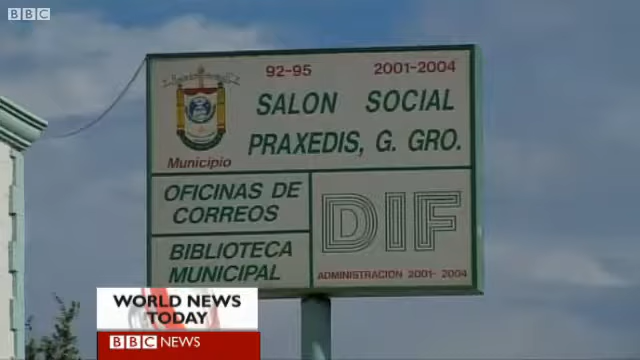 BBC
92-95 2001-2004
SALON SOCIAL
PRAXEDIS, G. GRO.
Municipio
OFICINAS DE
CORREOS
BIBLIOTECA
MUNICIPAL
DIF
ADMINISTRACION 2001- 2004
WORLD NEWS
TODAY
BBC NEWS